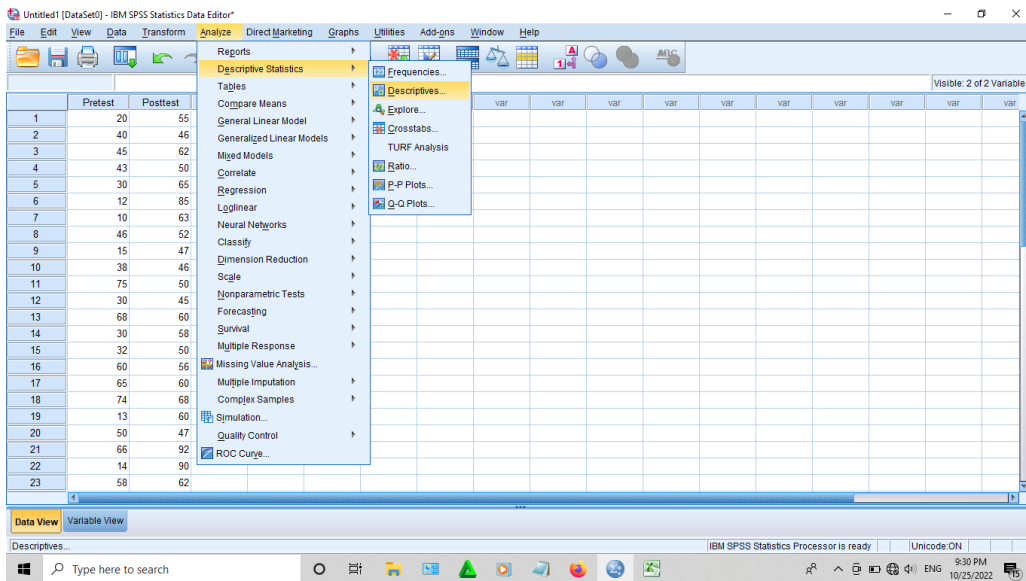 Untitled1 [DataSet0] - IBM SPSS Statistics Data Editor*
File Edit View Data Transform Analyze Direct Marketing Graphs Utilities Add-ons Window Help
Visible: 2 of 2 Variable
Reports
Descriptive Statistics
Tables
Compare Means
General Linear Model
Generalized Linear Models
Mixed Models
Correlate
Regression
Loglinear
Neural Networks
Classify
Dimension Reduction
Scale
Nonparametric Tests
Forecasting
Survival
Multiple Response
Missing Value Analysis...
Multiple Imputation
Complex Samples
Simulation...
Quality Control
ROC Curve...
Frequencies...
Descriptives...
Explore...
Crosstabs...
TURF Analysis
Ratio...
P-P Plots...
Q-Q Plots...
Pretest Posttest var var var var var var var var var var
1 20 55
2 40 46
3 45 62
4 43 50
5 30 65
6 12 85
7 10 63
8 46 52
9 15 47
10 38 46
11 75 50
12 30 45
13 68 60
14 30 58
15 32 50
16 60 56
17 65 60
18 74 68
19 13 60
20 50 47
21 66 92
22 14 90
23 58 62
Data View Variable View
Descriptives... IBM SPSS Statistics Processor is ready Unicode:ON
Type here to search ENG 9:30 PM
10/25/2022